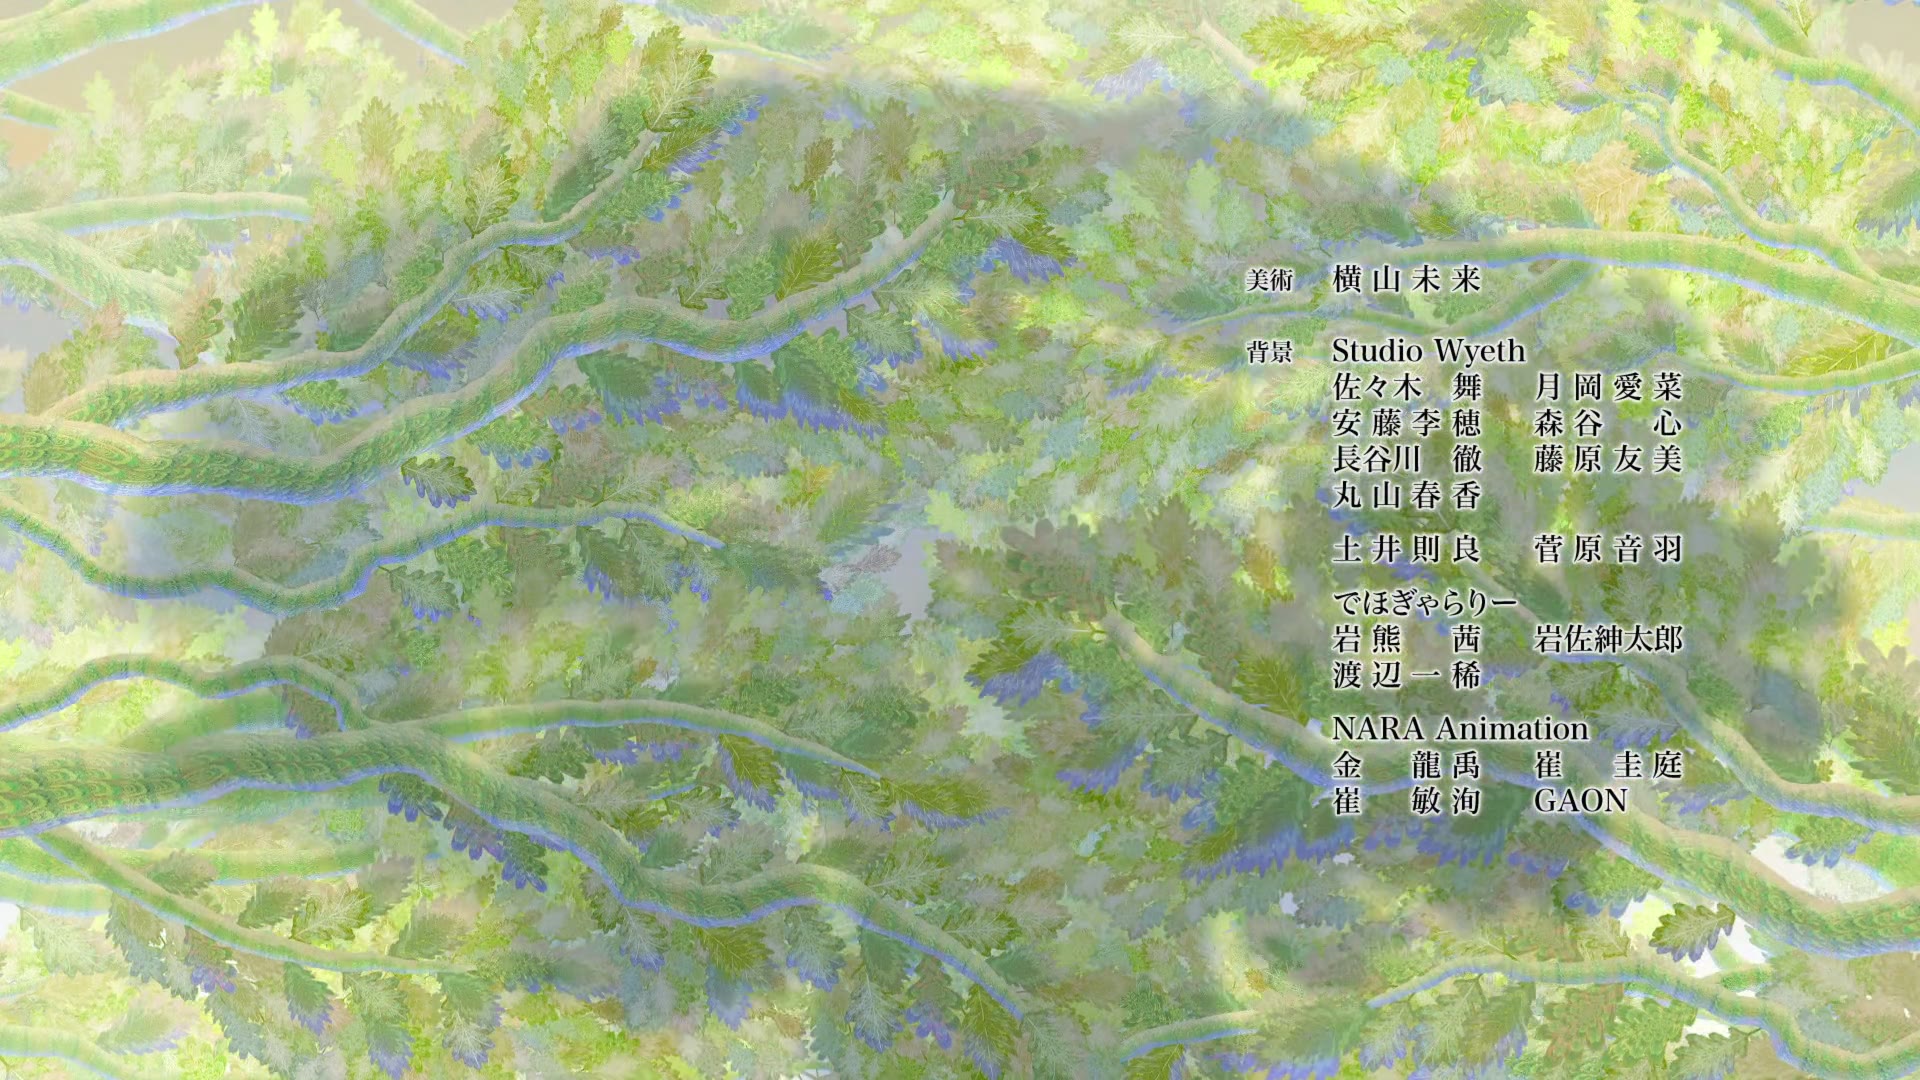 美術 横山未来
背景 Studio Wyeth
佐々木 舞 月岡愛菜
安藤李穂 森谷 心
長谷川 徹 藤原友美
丸山春香
土井則良 菅原音羽
でほぎゃらりー
岩熊 茜 岩佐紳太郎
渡辺一稀
NARA Animation
金 龍禹 崔 圭庭
崔 敏洵 GAON